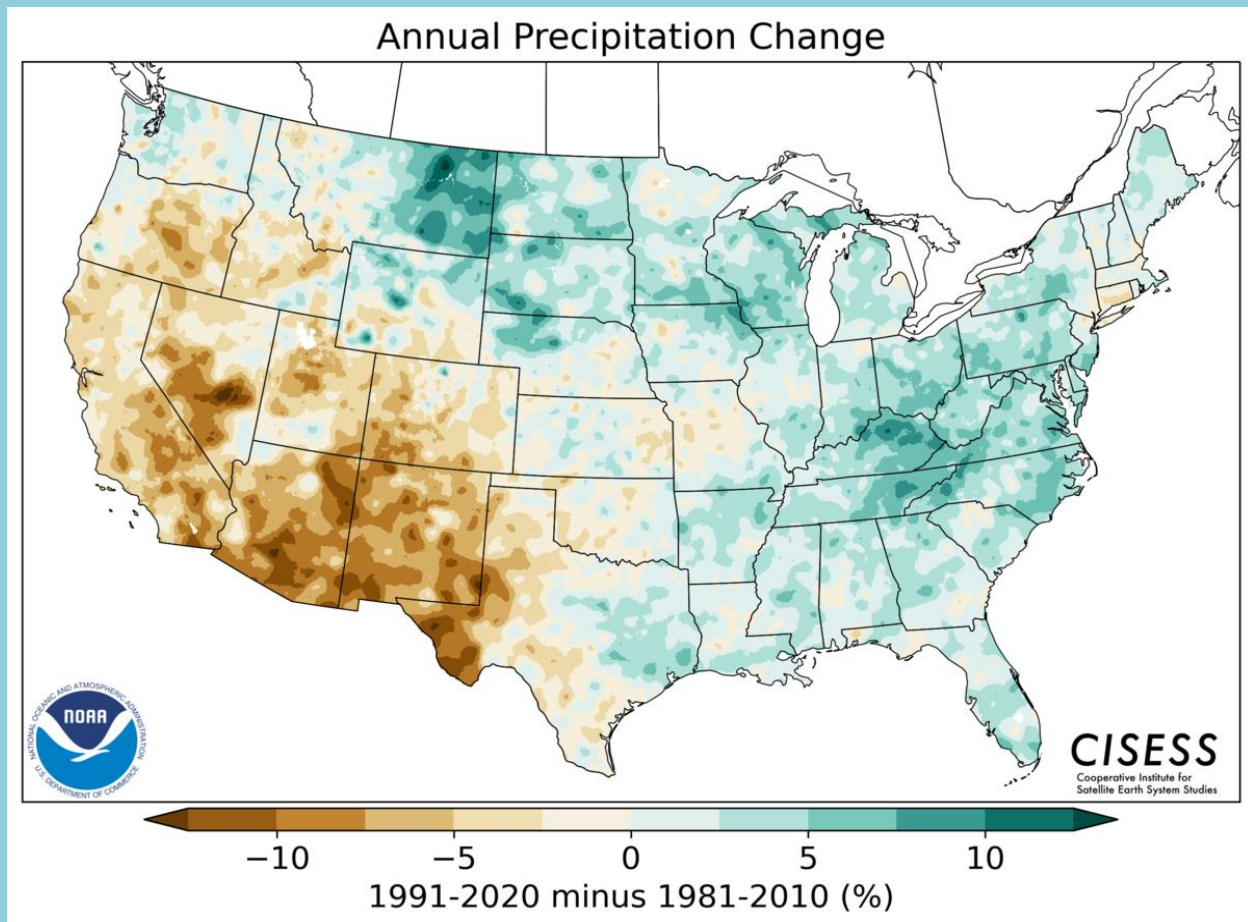 Annual Precipitation Change
NATIONAL OCEANIC AND ATMOSPHERIC ADMINISTRATION
NOAA
U.S. DEPARTMENT OF COMMERCE
CISESS
Cooperative Institute for
Satellite Earth System Studies
−10 −5 0 5 10
1991-2020 minus 1981-2010 (%)